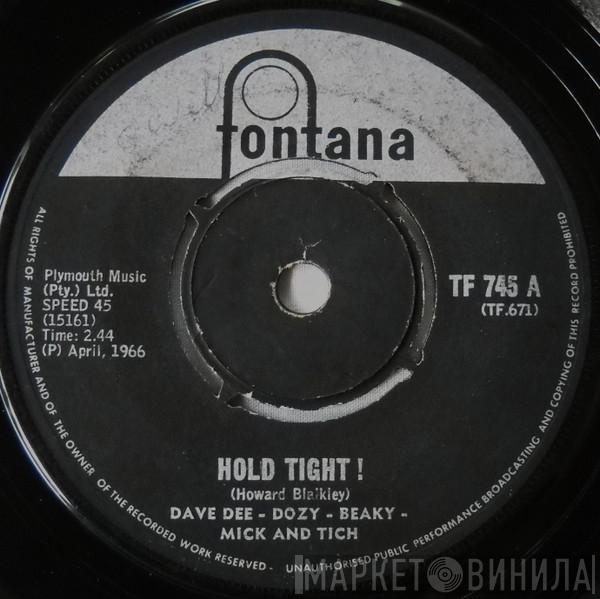 fontana
Plymouth Music
(Pty.) Ltd.
SPEED 45
(15161)
Time: 2.44
(P) April, 1966
TF 745 A
(TF.671)
HOLD TIGHT !
(Howard Blaikley)
DAVE DEE - DOZY - BEAKY -
MICK AND TICH
ALL RIGHTS OF MANUFACTURER AND OF THE OWNER OF THE RECORDED WORK RESERVED - UNAUTHORISED PUBLIC PERFORMANCE BROADCASTING AND COPYING OF THIS RECORD PROHIBITED
МАРКЕТ ВИНИЛА